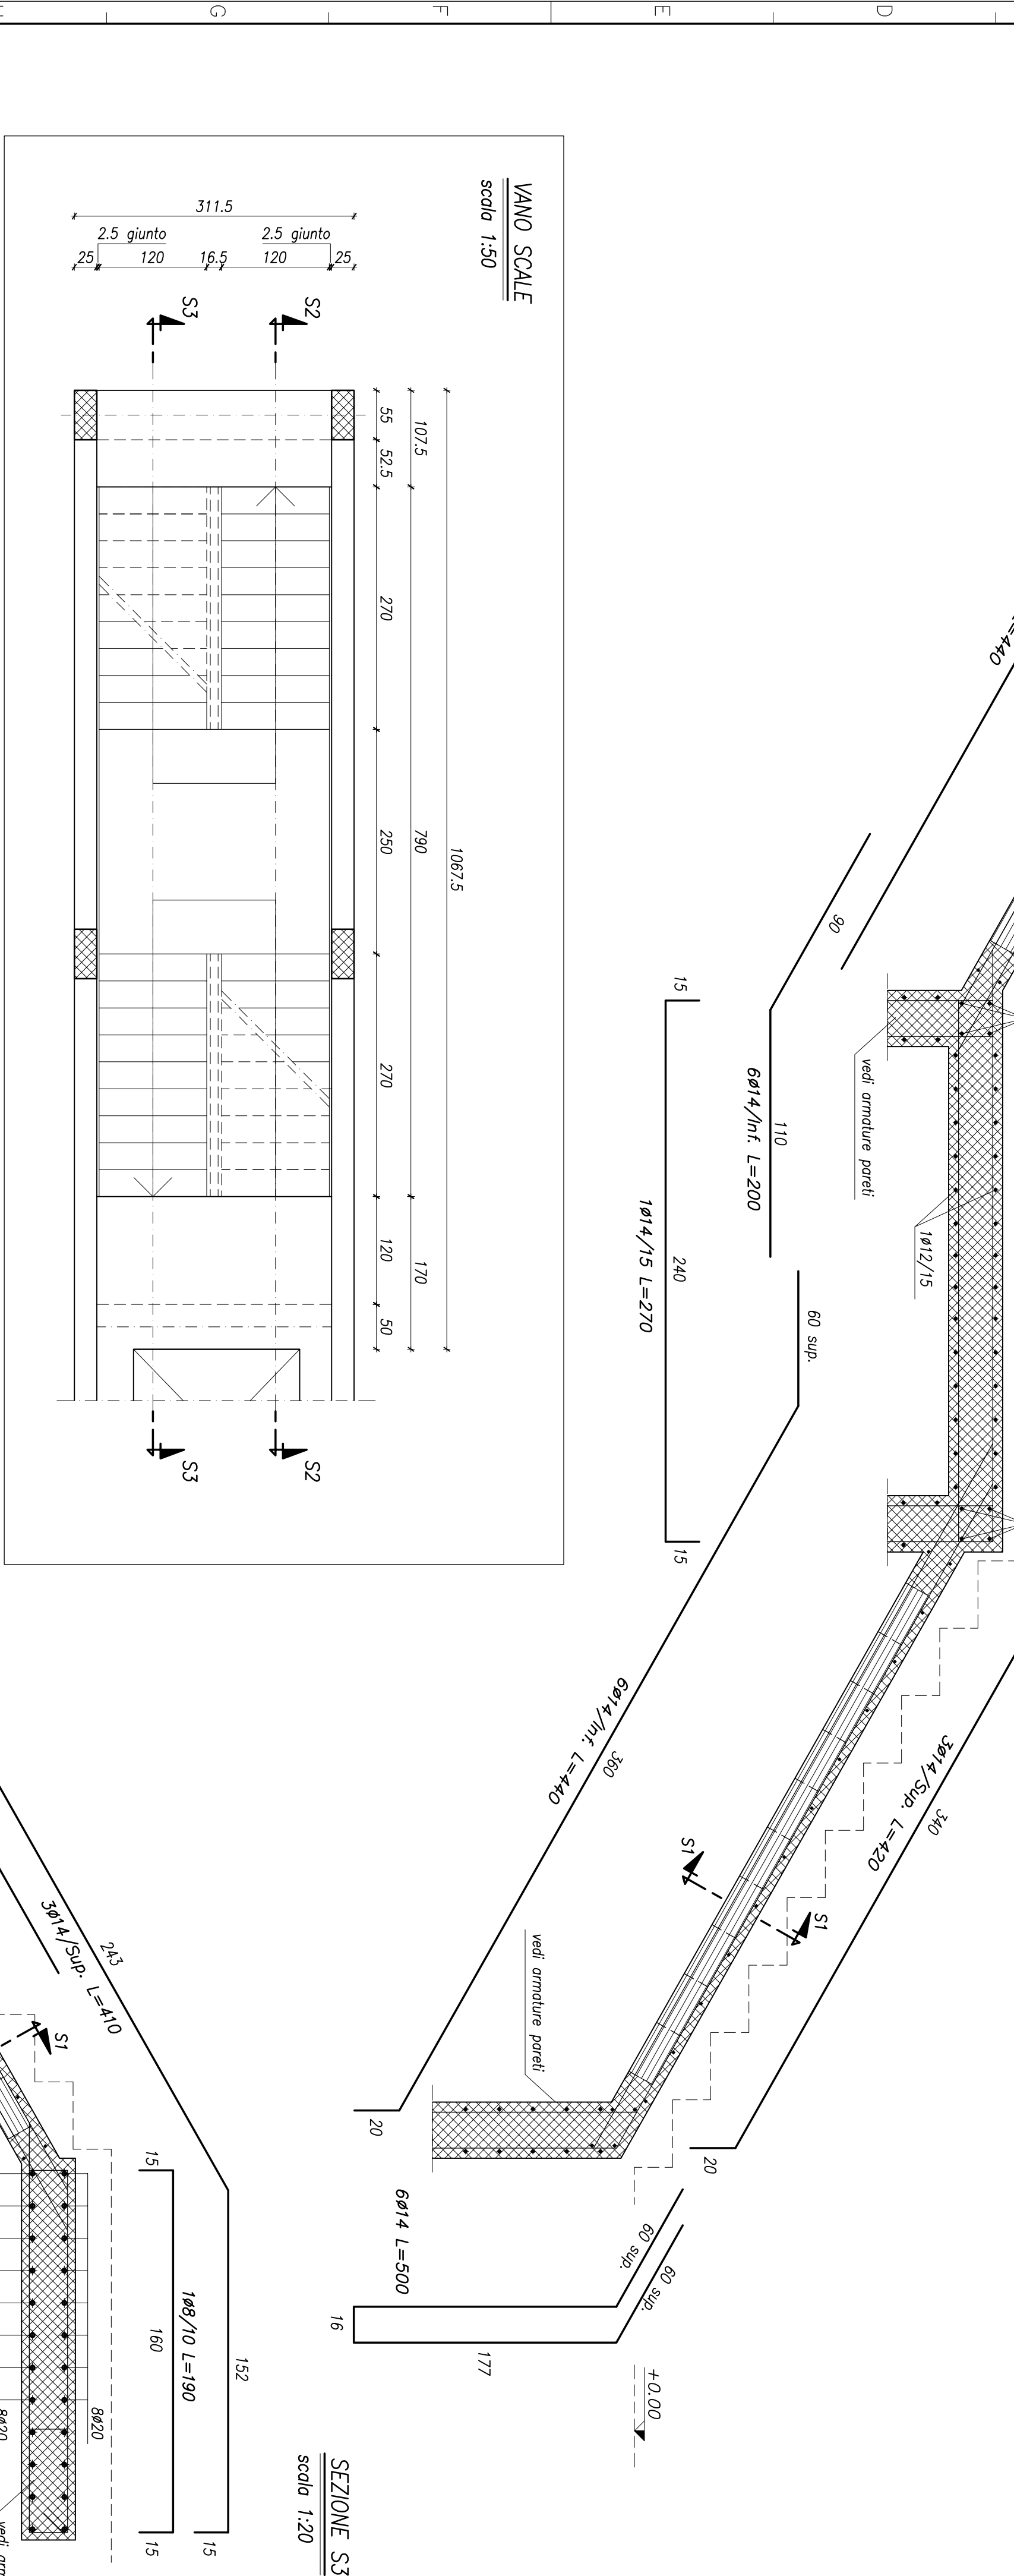 G
F
E
D
VANO SCALE
scala 1:50
311.5
2.5 giunto
2.5 giunto
25
120
16.5
120
25
S3
S2
55
52.5
270
250
270
120
50
107.5
790
170
1067.5
S3
S2
L=440
90
110
6ø14/Inf. L=200
15
240
15
1ø14/15 L=270
vedi armature pareti
1ø12/15
60 sup.
360
6ø14/Inf. L=440
20
3ø14/Sup. L=420
340
20
S1
S1
vedi armature pareti
6ø14 L=500
60 sup.
60 sup.
16
177
+0.00
243
3ø14/Sup. L=410
152
15
S1
15
160
15
1ø8/10 L=190
8ø20
8ø20
SEZIONE S3
scala 1:20